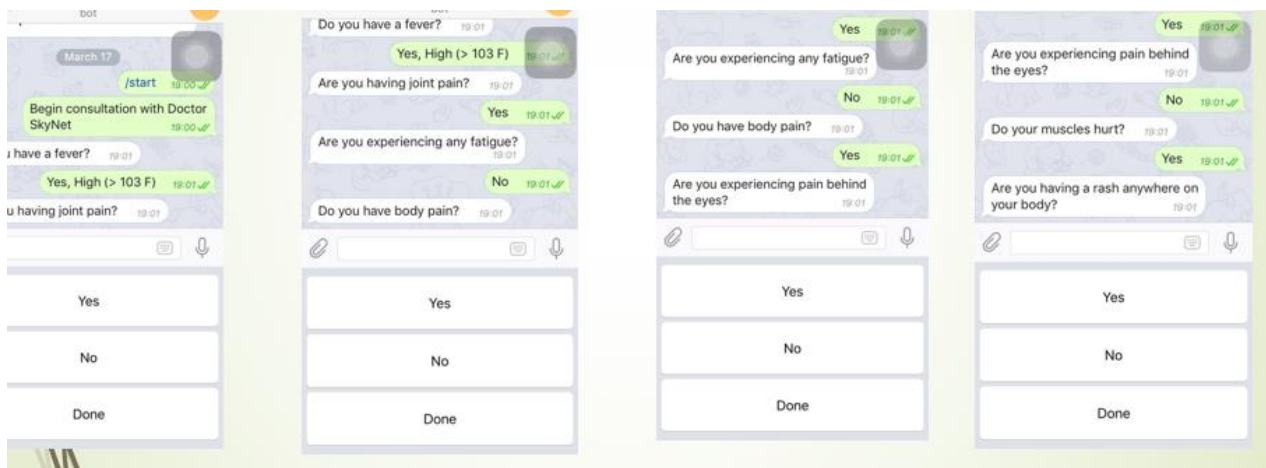 bot
March 17
/start 19:00
Begin consultation with Doctor
SkyNet 19:00
have a fever? 19:01
Yes, High (> 103 F) 19:01
u having joint pain? 19:01
Yes
No
Done
Do you have a fever? 19:01
Yes, High (> 103 F) 19:01
Are you having joint pain? 19:01
Yes 19:01
Are you experiencing any fatigue?
19:01
No 19:01
Do you have body pain? 19:01
Yes
No
Done
Yes 19:01
Are you experiencing any fatigue?
19:01
No 19:01
Do you have body pain? 19:01
Yes 19:01
Are you experiencing pain behind
the eyes? 19:01
Yes
No
Done
Yes 19:01
Are you experiencing pain behind
the eyes? 19:01
No 19:01
Do your muscles hurt? 19:01
Yes 19:01
Are you having a rash anywhere on
your body? 19:01
Yes
No
Done